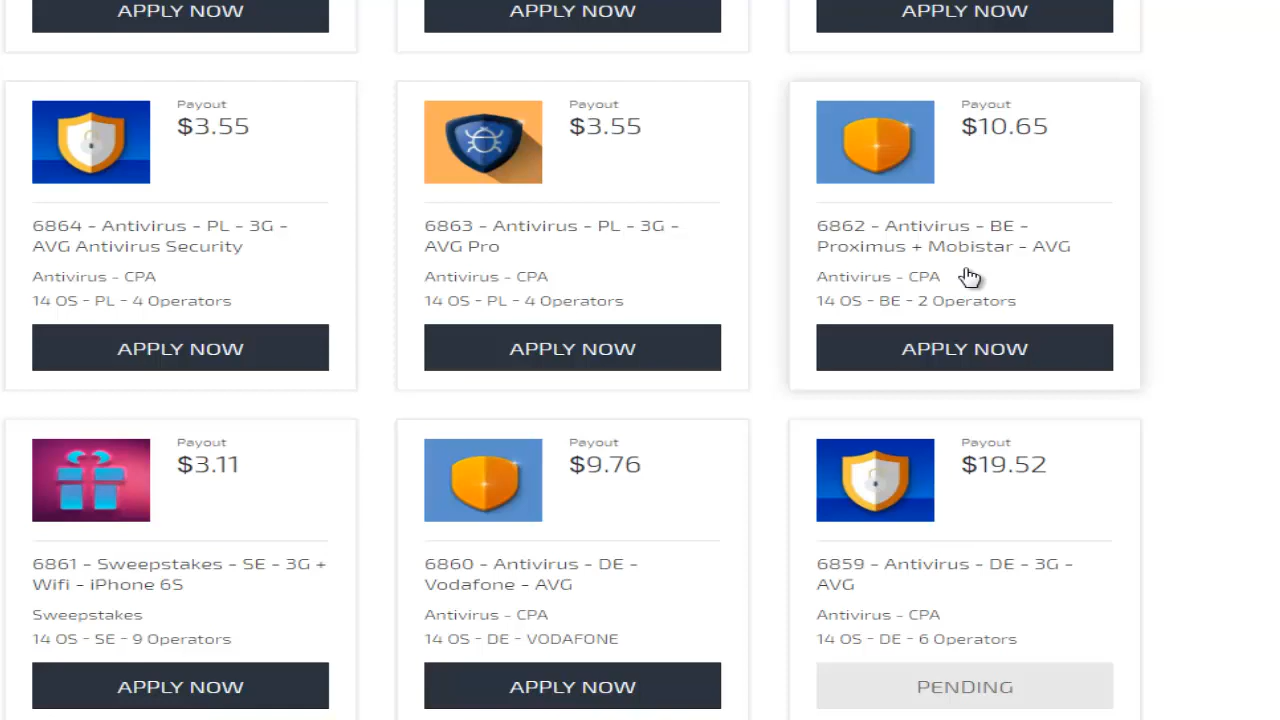 APPLY NOW
APPLY NOW
APPLY NOW
Payout
$3.55
6864 - Antivirus - PL - 3G -
AVG Antivirus Security
Antivirus - CPA
14 OS - PL - 4 Operators
APPLY NOW
Payout
$3.55
6863 - Antivirus - PL - 3G -
AVG Pro
Antivirus - CPA
14 OS - PL - 4 Operators
APPLY NOW
Payout
$10.65
6862 - Antivirus - BE -
Proximus + Mobistar - AVG
Antivirus - CPA
14 OS - BE - 2 Operators
APPLY NOW
Payout
$3.11
6861 - Sweepstakes - SE - 3G +
Wifi - iPhone 6S
Sweepstakes
14 OS - SE - 9 Operators
APPLY NOW
Payout
$9.76
6860 - Antivirus - DE -
Vodafone - AVG
Antivirus - CPA
14 OS - DE - VODAFONE
APPLY NOW
Payout
$19.52
6859 - Antivirus - DE - 3G -
AVG
Antivirus - CPA
14 OS - DE - 6 Operators
PENDING